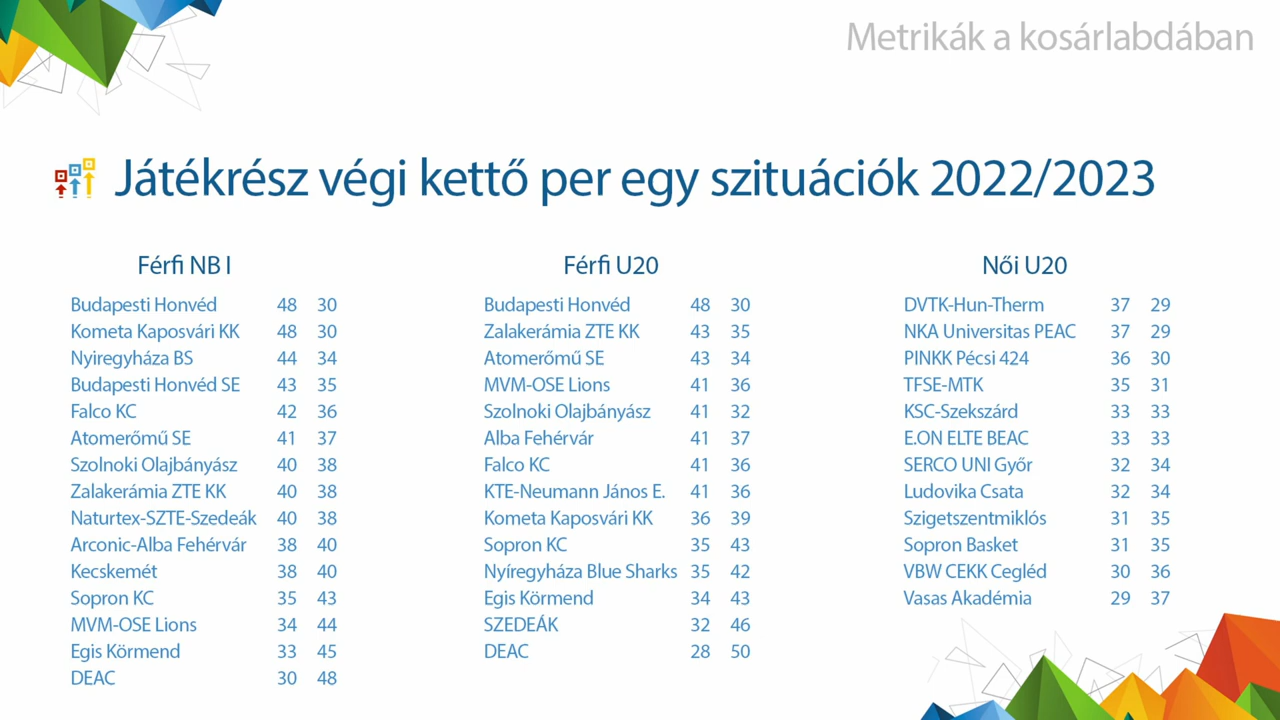 Metrikák a kosárlabdában
Játékrész végi kettő per egy szituációk 2022/2023
Férfi NB I
Budapesti Honvéd 48 30
Kometa Kaposvári KK 48 30
Nyiregyháza BS 44 34
Budapesti Honvéd SE 43 35
Falco KC 42 36
Atomerőmű SE 41 37
Szolnoki Olajbányász 40 38
Zalakerámia ZTE KK 40 38
Naturtex-SZTE-Szedeák 40 38
Arconic-Alba Fehérvár 38 40
Kecskemét 38 40
Sopron KC 35 43
MVM-OSE Lions 34 44
Egis Körmend 33 45
DEAC 30 48
Férfi U20
Budapesti Honvéd 48 30
Zalakerámia ZTE KK 43 35
Atomerőmű SE 43 34
MVM-OSE Lions 41 36
Szolnoki Olajbányász 41 32
Alba Fehérvár 41 37
Falco KC 41 36
KTE-Neumann János E. 41 36
Kometa Kaposvári KK 36 39
Sopron KC 35 43
Nyíregyháza Blue Sharks 35 42
Egis Körmend 34 43
SZEDEÁK 32 46
DEAC 28 50
Női U20
DVTK-Hun-Therm 37 29
NKA Universitas PEAC 37 29
PINKK Pécsi 424 36 30
TFSE-MTK 35 31
KSC-Szekszárd 33 33
E.ON ELTE BEAC 33 33
SERCO UNI Győr 32 34
Ludovika Csata 32 34
Szigetszentmiklós 31 35
Sopron Basket 31 35
VBW CEKK Cegléd 30 36
Vasas Akadémia 29 37